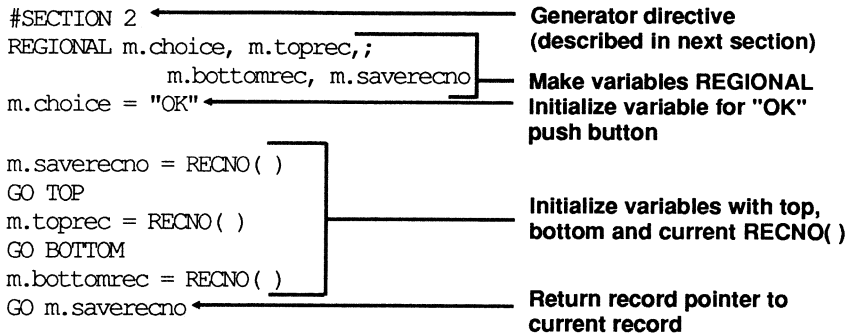 #SECTION 2
Generator directive
(described in next section)
REGIONAL m.choice, m.toprec,;
m.bottomrec, m.saverecno
Make variables REGIONAL
m.choice = "OK"
Initialize variable for "OK"
push button
m.saverecno = RECNO( )
GO TOP
m.toprec = RECNO( )
GO BOTTOM
m.bottomrec = RECNO( )
Initialize variables with top,
bottom and current RECNO( )
GO m.saverecno
Return record pointer to
current record